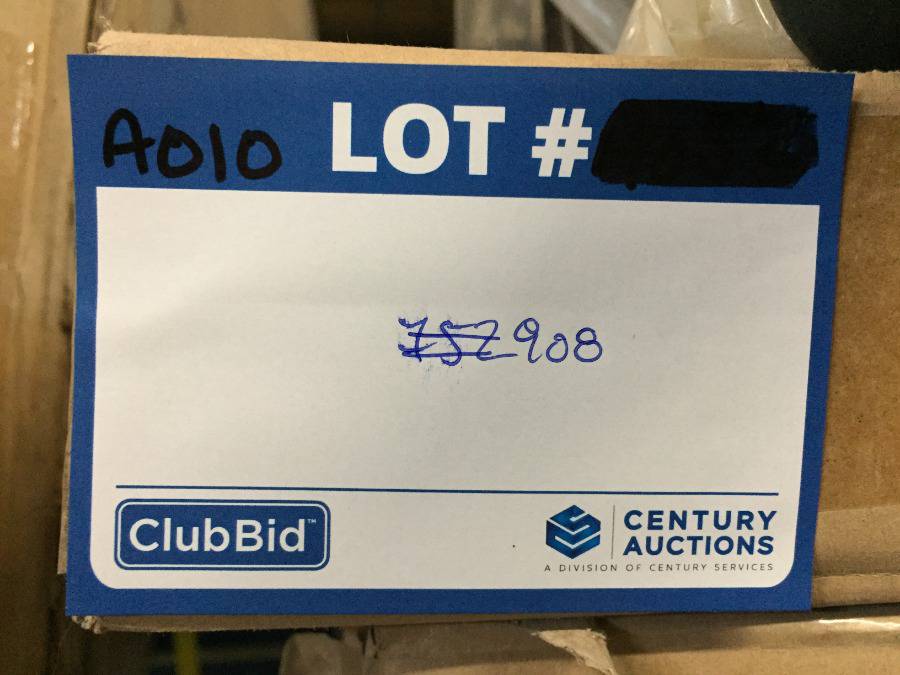 A010 LOT #
752 908
ClubBid™
CENTURY
AUCTIONS
A DIVISION OF CENTURY SERVICES